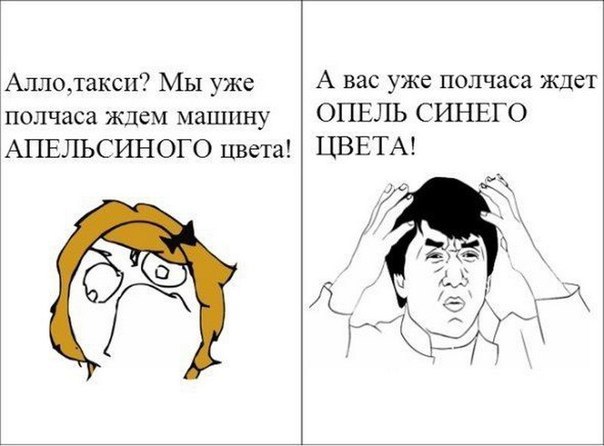 Алло,такси? Мы уже
полчаса ждем машину
АПЕЛЬСИНОГО цвета!
А вас уже полчаса ждет
ОПЕЛЬ СИНЕГО
ЦВЕТА!